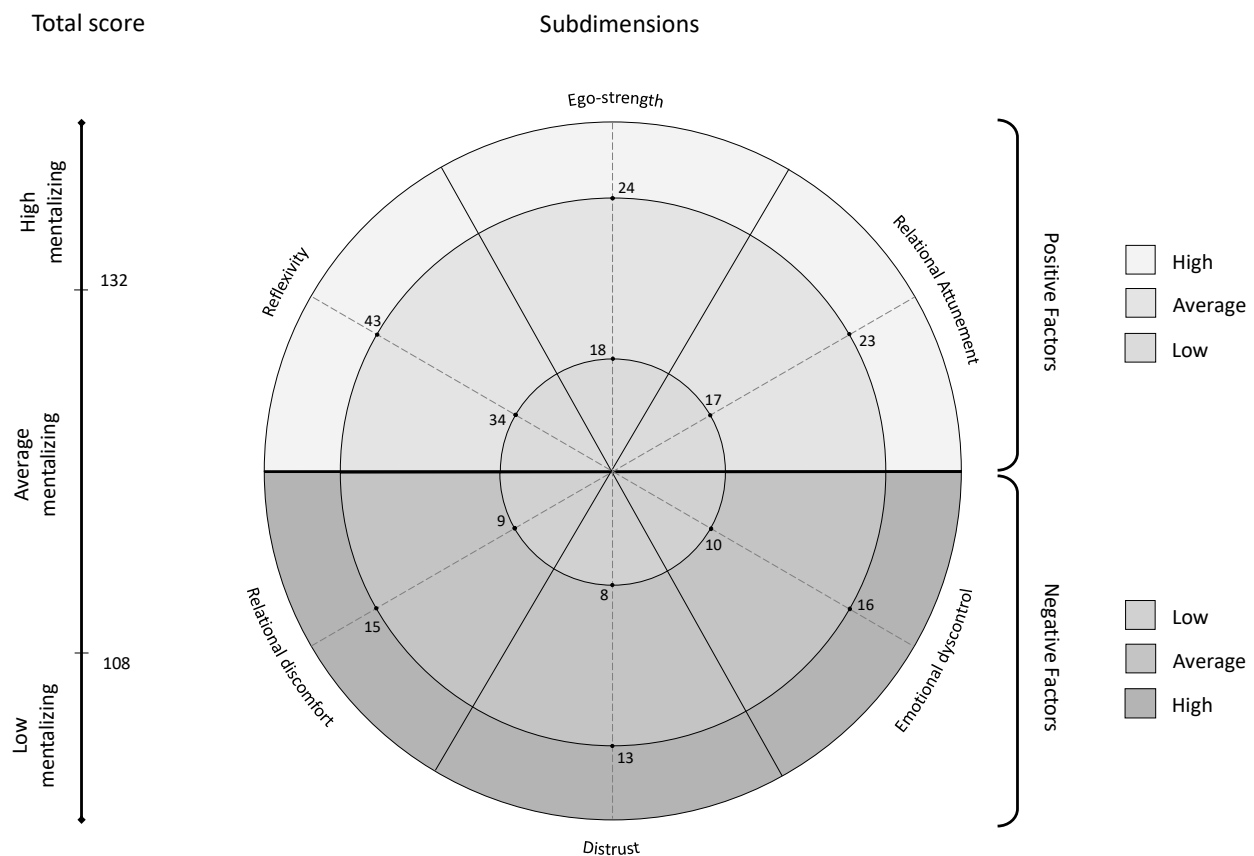 Total score
Subdimensions
High
mentalizing
132
Average
mentalizing
108
Low
mentalizing
Ego-strength
Reflexivity
Relational Attunement
24
43
23
18
34
17
9
10
8
15
16
13
Relational discomfort
Emotional dyscontrol
Distrust
Positive Factors
Negative Factors
High
Average
Low
Low
Average
High